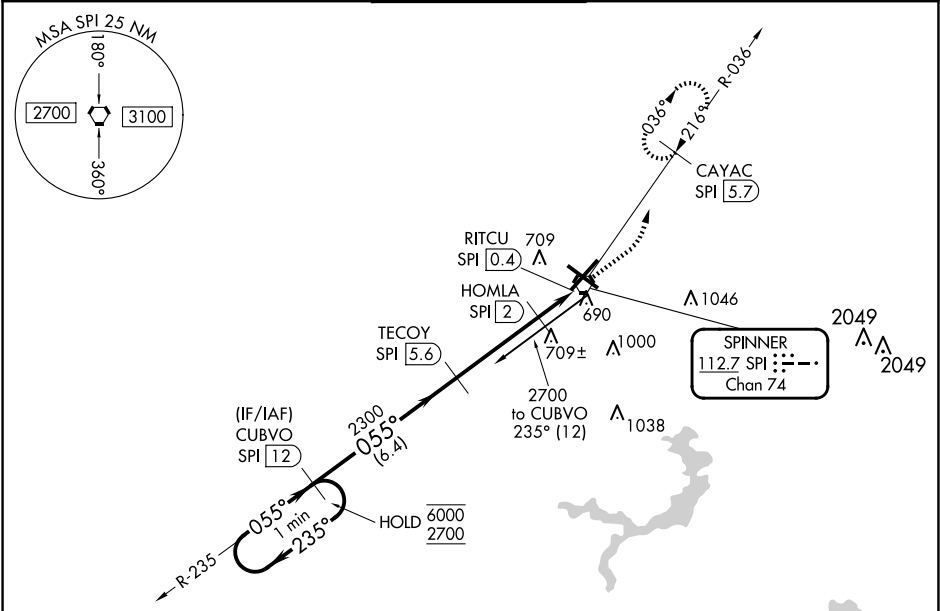 MSA SPI 25 NM
180°
2700
3100
360°
R-036
036°
216°
CAYAC
SPI 5.7
RITCU
SPI 0.4
709
HOMLA
SPI 2
690
1046
TECOY
SPI 5.6
709±
1000
SPINNER
112.7 SPI
Chan 74
2049
2049
2700
to CUBVO
235° (12)
1038
(IF/IAF)
CUBVO
SPI 12
2300
055°
(6.4)
055°
1 min
235°
HOLD 6000
2700
R-235